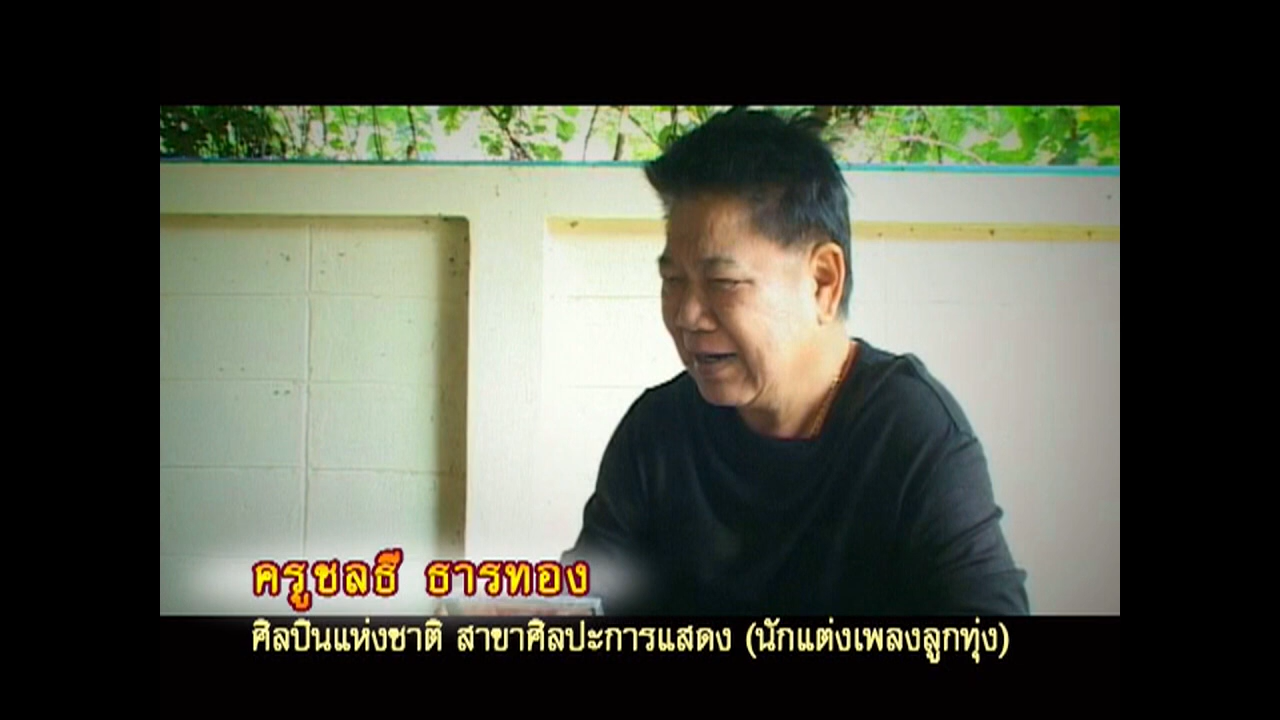 ครูชลธี ธารทอง
ศิลปินแห่งชาติ สาขาศิลปะการแสดง (นักแต่งเพลงลูกทุ่ง)